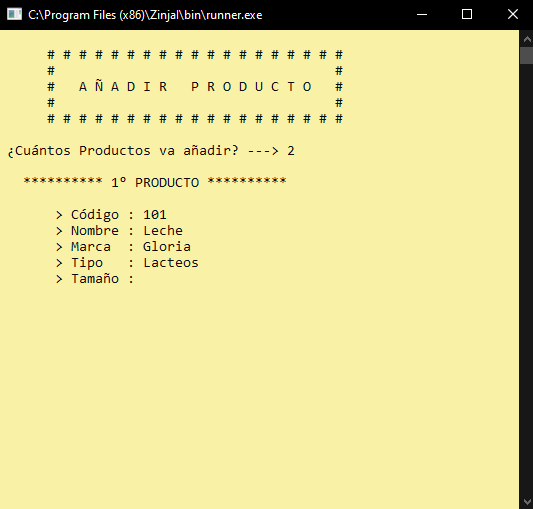 C:\Program Files (x86)\Zinjal\bin\runner.exe
# # # # # # # # # # # # # # # # # # #
# #
# A Ñ A D I R   P R O D U C T O #
# #
# # # # # # # # # # # # # # # # # # #
¿Cuántos Productos va añadir? ---> 2
********** 1º PRODUCTO **********
> Código : 101
> Nombre : Leche
> Marca  : Gloria
> Tipo   : Lacteos
> Tamaño :